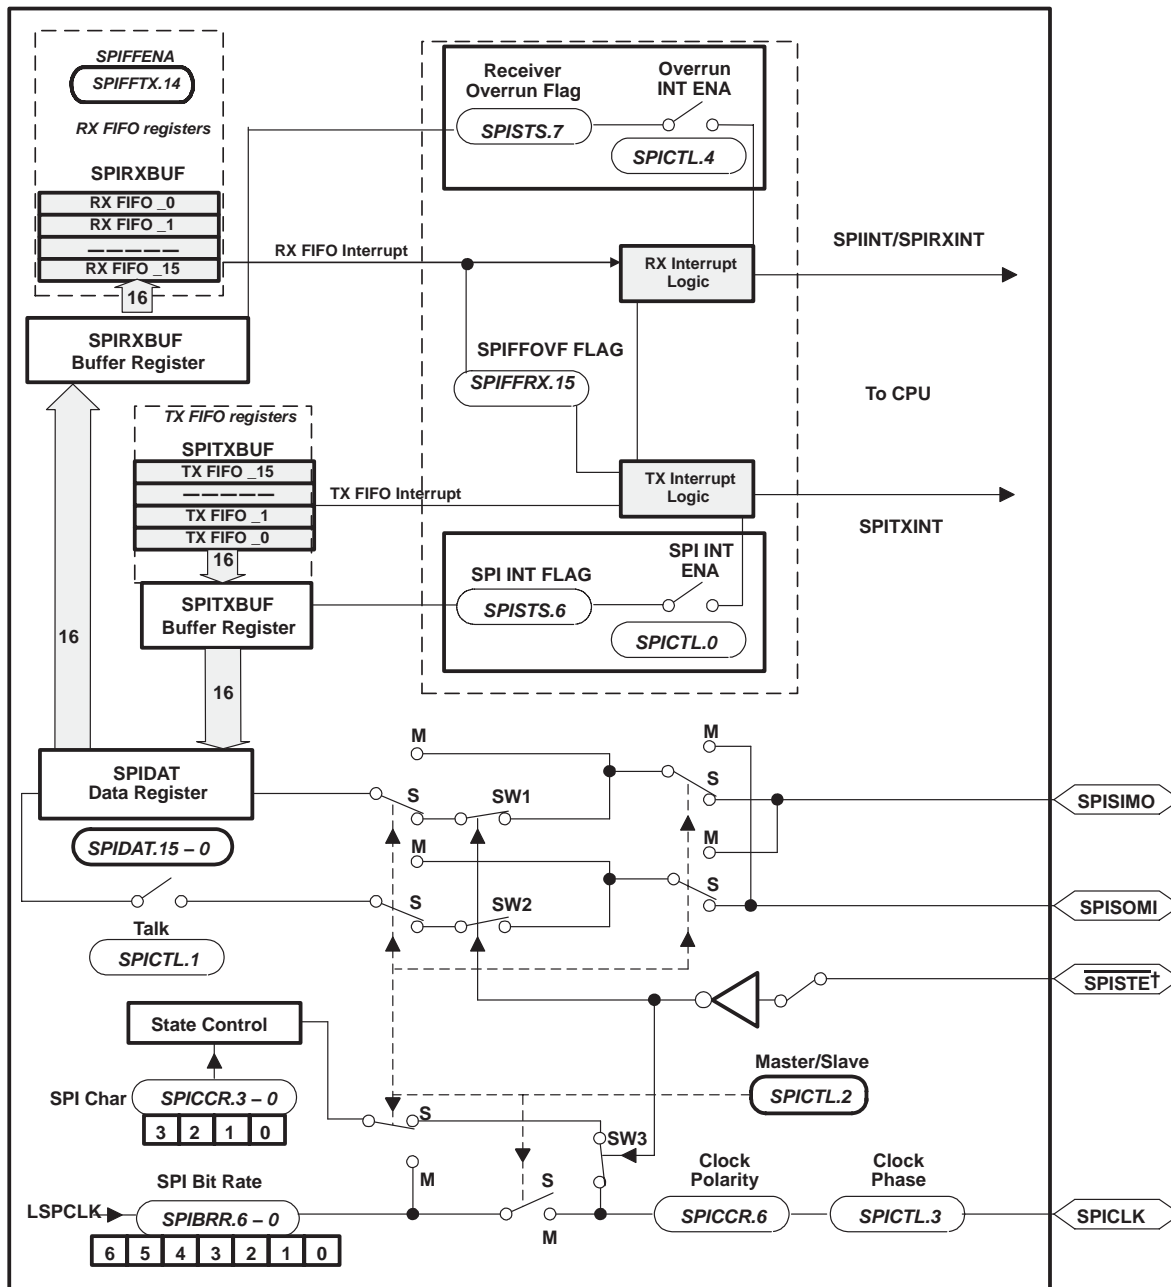 SPIFFENA
SPIFFTX.14
RX FIFO registers
SPIRXBUF
RX FIFO _0
RX FIFO _1
— — — — —
RX FIFO _15
16
SPIRXBUF
Buffer Register
Receiver
Overrun Flag
SPISTS.7
Overrun
INT ENA
SPICTL.4
RX FIFO Interrupt
RX Interrupt
Logic
SPIINT/SPIRXINT
SPIFFOVF FLAG
SPIFFRX.15
To CPU
TX FIFO registers
SPITXBUF
TX FIFO _15
— — — — —
TX FIFO _1
TX FIFO _0
16
TX FIFO Interrupt
TX Interrupt
Logic
SPITXINT
SPITXBUF
Buffer Register
SPI INT FLAG
SPISTS.6
SPI INT
ENA
SPICTL.0
16
16
SPIDAT
Data Register
SPIDAT.15 – 0
M
S
SW1
M
S
SPISIMO
M
S
SW2
M
S
SPISOMI
Talk
SPICTL.1
SPISTE†
State Control
Master/Slave
SPICTL.2
SPI Char
SPICCR.3 – 0
3 2 1 0
S
M
SW3
SPI Bit Rate
LSPCLK
SPIBRR.6 – 0
6 5 4 3 2 1 0
S
M
Clock
Polarity
SPICCR.6
Clock
Phase
SPICTL.3
SPICLK